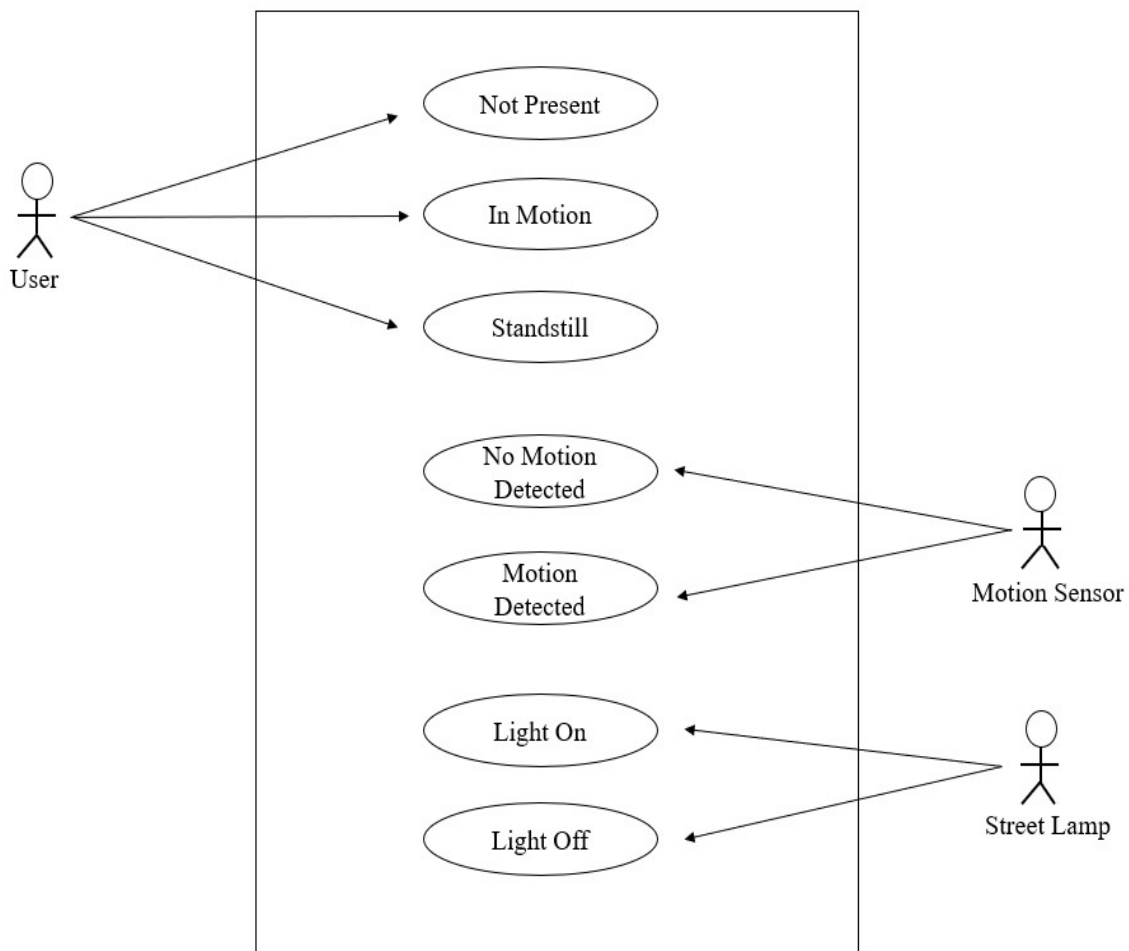 Not Present
In Motion
User
Standstill
No Motion
Detected
Motion
Detected
Motion Sensor
Light On
Light Off
Street Lamp